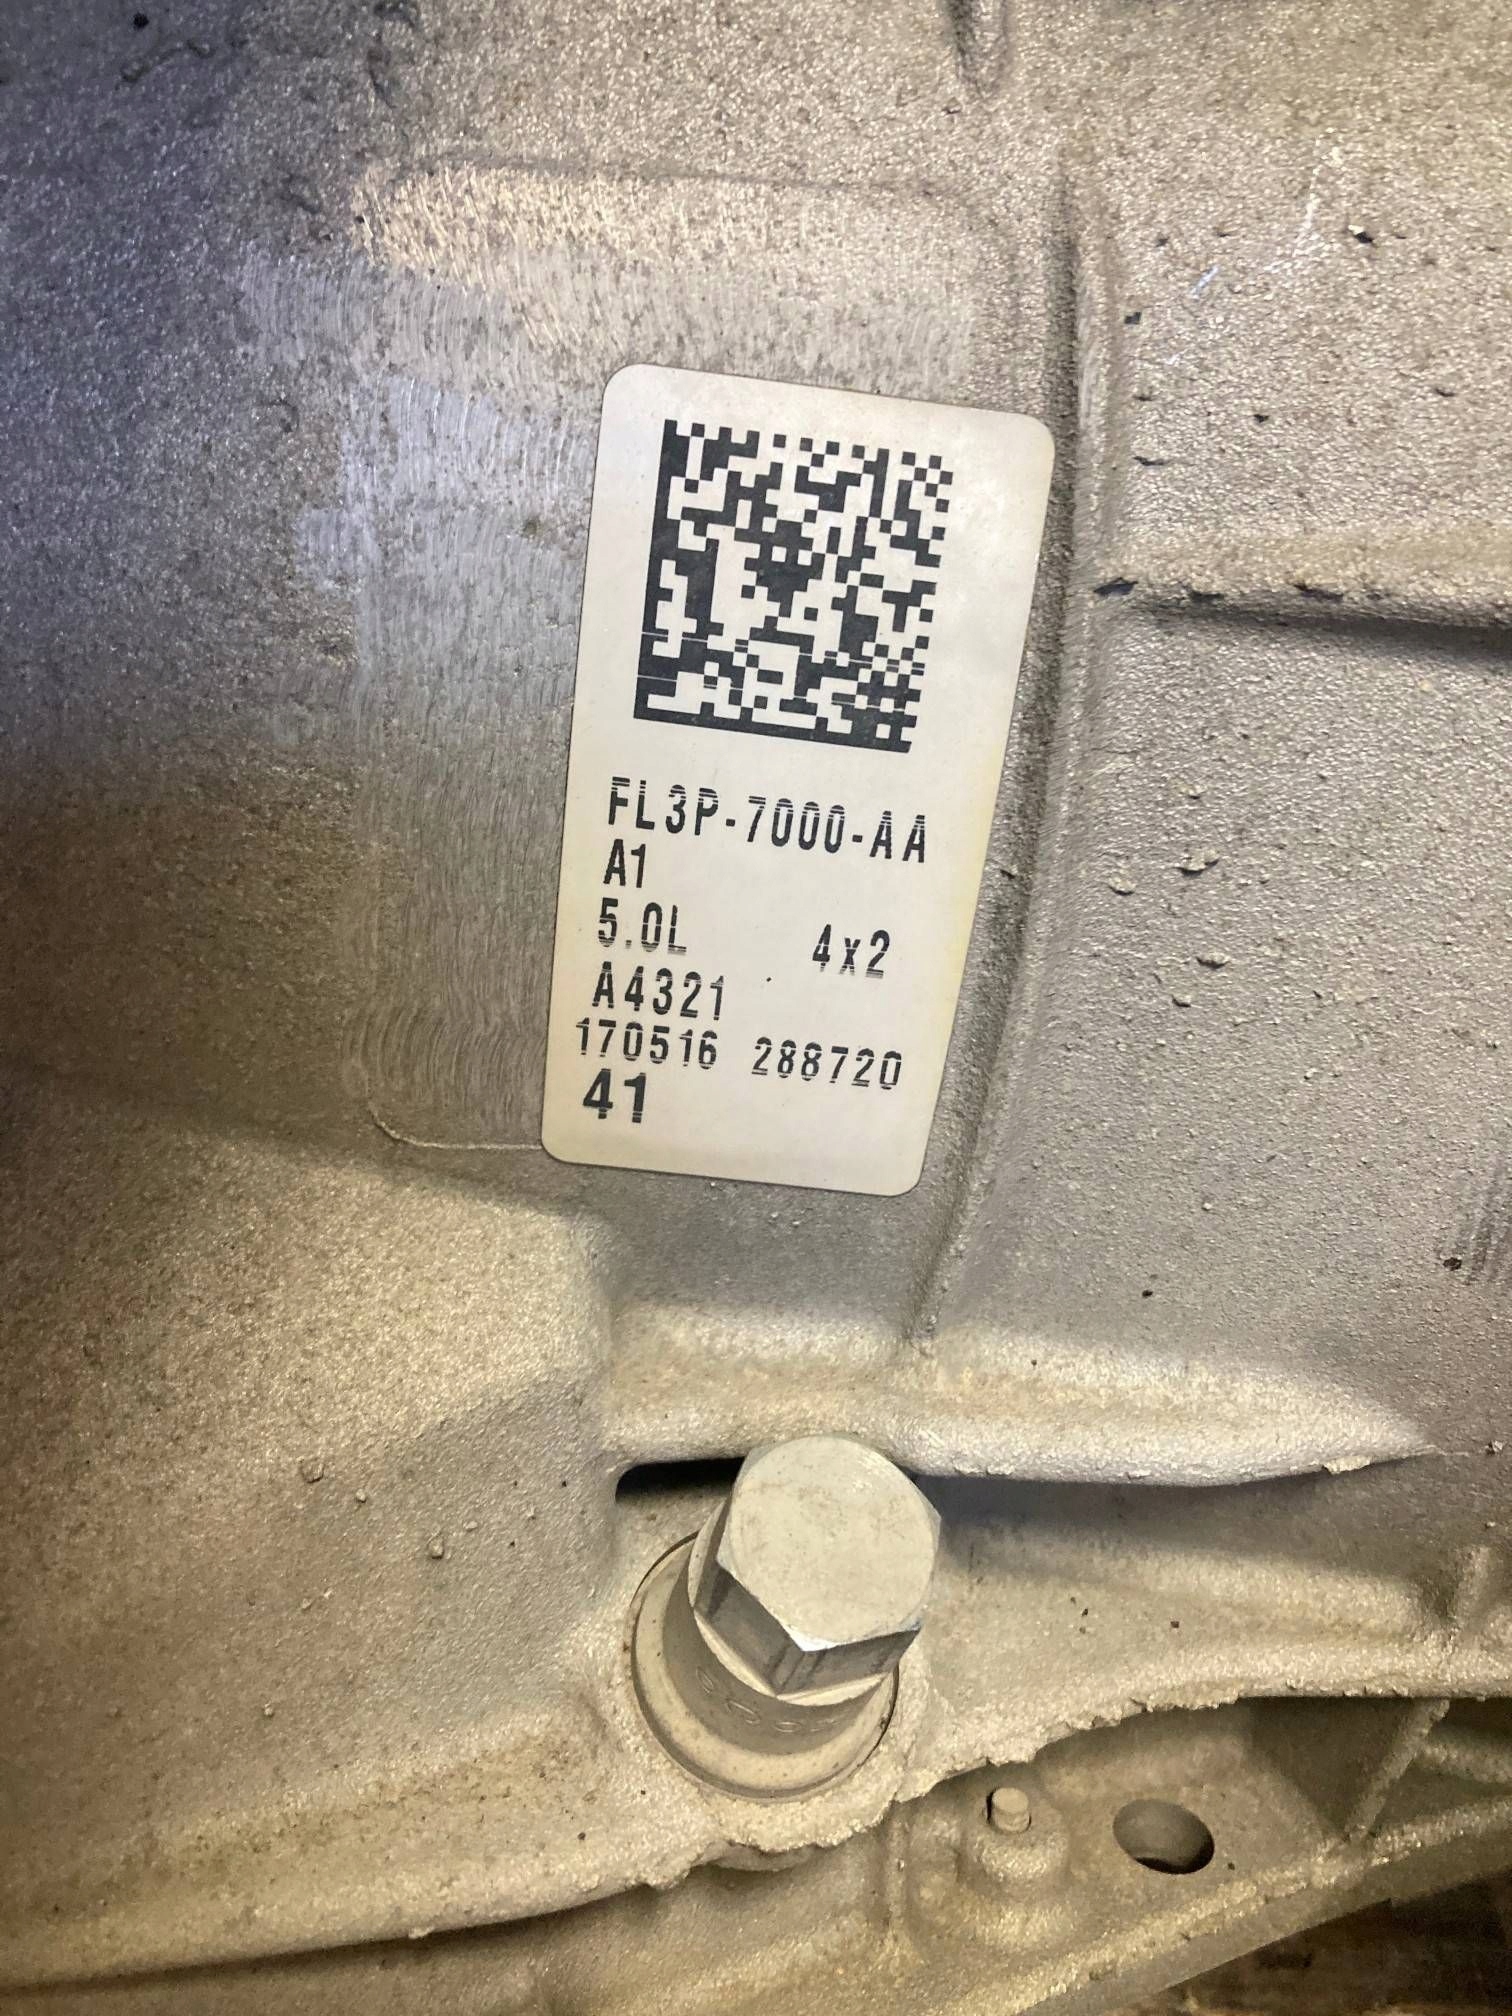 FL3P-7000-AA
A1
5.0L 4x2
A4321
170516 288720
41